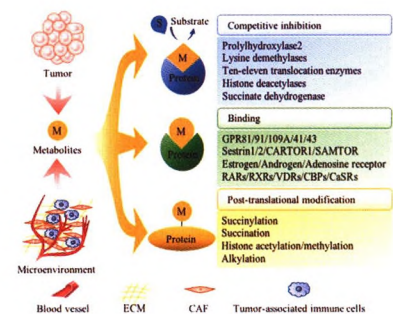 Tumor
M
Metabolites
Microenvironment
S
Substrate
M
Protein
Competitive inhibition
Prolylhydroxylase2
Lysine demethylases
Ten-eleven translocation enzymes
Histone deacetylases
Succinate dehydrogenase
M
Protein
Binding
GPR81/91/109A/41/43
Sestrin1/2/CARTOR1/SAMTOR
Estrogen/Androgen/Adenosine receptor
RARs/RXRs/VDRs/CBPs/CaSRs
M
Protein
Post-translational modification
Succinylation
Succination
Histone acetylation/methylation
Alkylation
Blood vessel
ECM
CAF
Tumor-associated immune cells